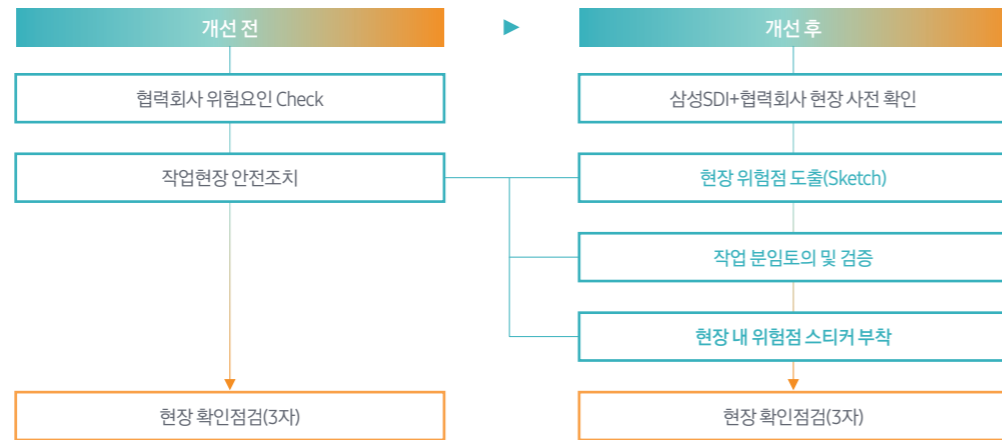 개선 전
▶
개선 후
협력회사 위험요인 Check
삼성SDI+협력회사 현장 사전 확인
작업현장 안전조치
현장 위험점 도출(Sketch)
작업 분임토의 및 검증
현장 내 위험점 스티커 부착
현장 확인점검(3자)
현장 확인점검(3자)